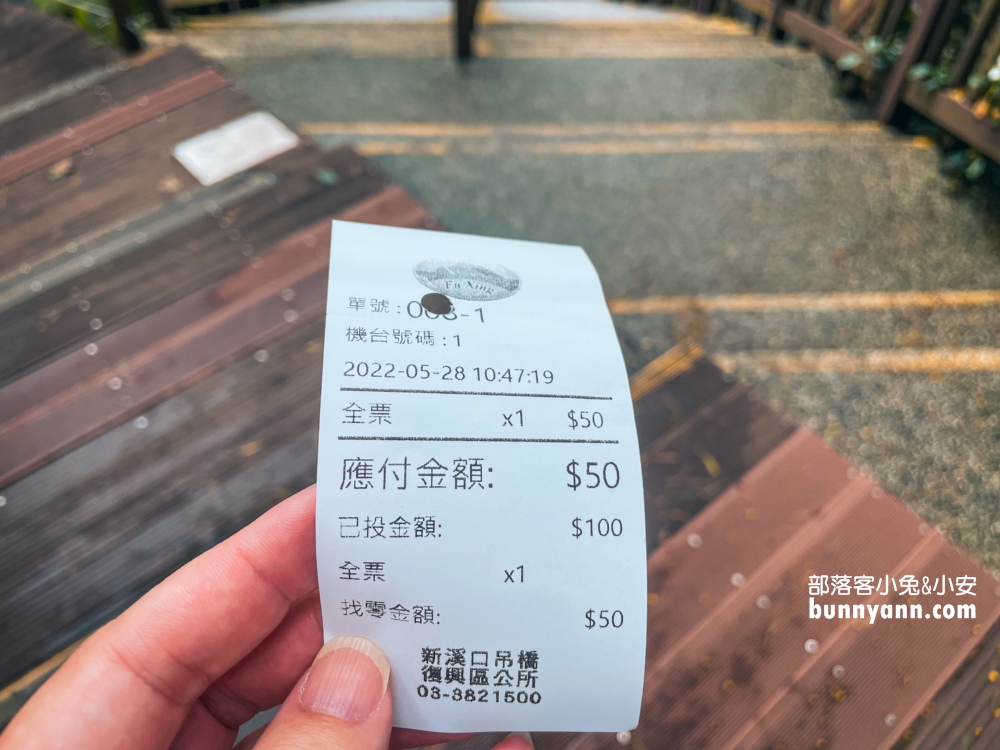 Fu Xing
單號:003-1
機台號碼:1
2022-05-28 10:47:19
全票 x1 $50
應付金額: $50
已投金額: $100
全票 x1
找零金額: $50
新溪口吊橋
復興區公所
03-3821500
部落客小兔&小安
bunnyann.com